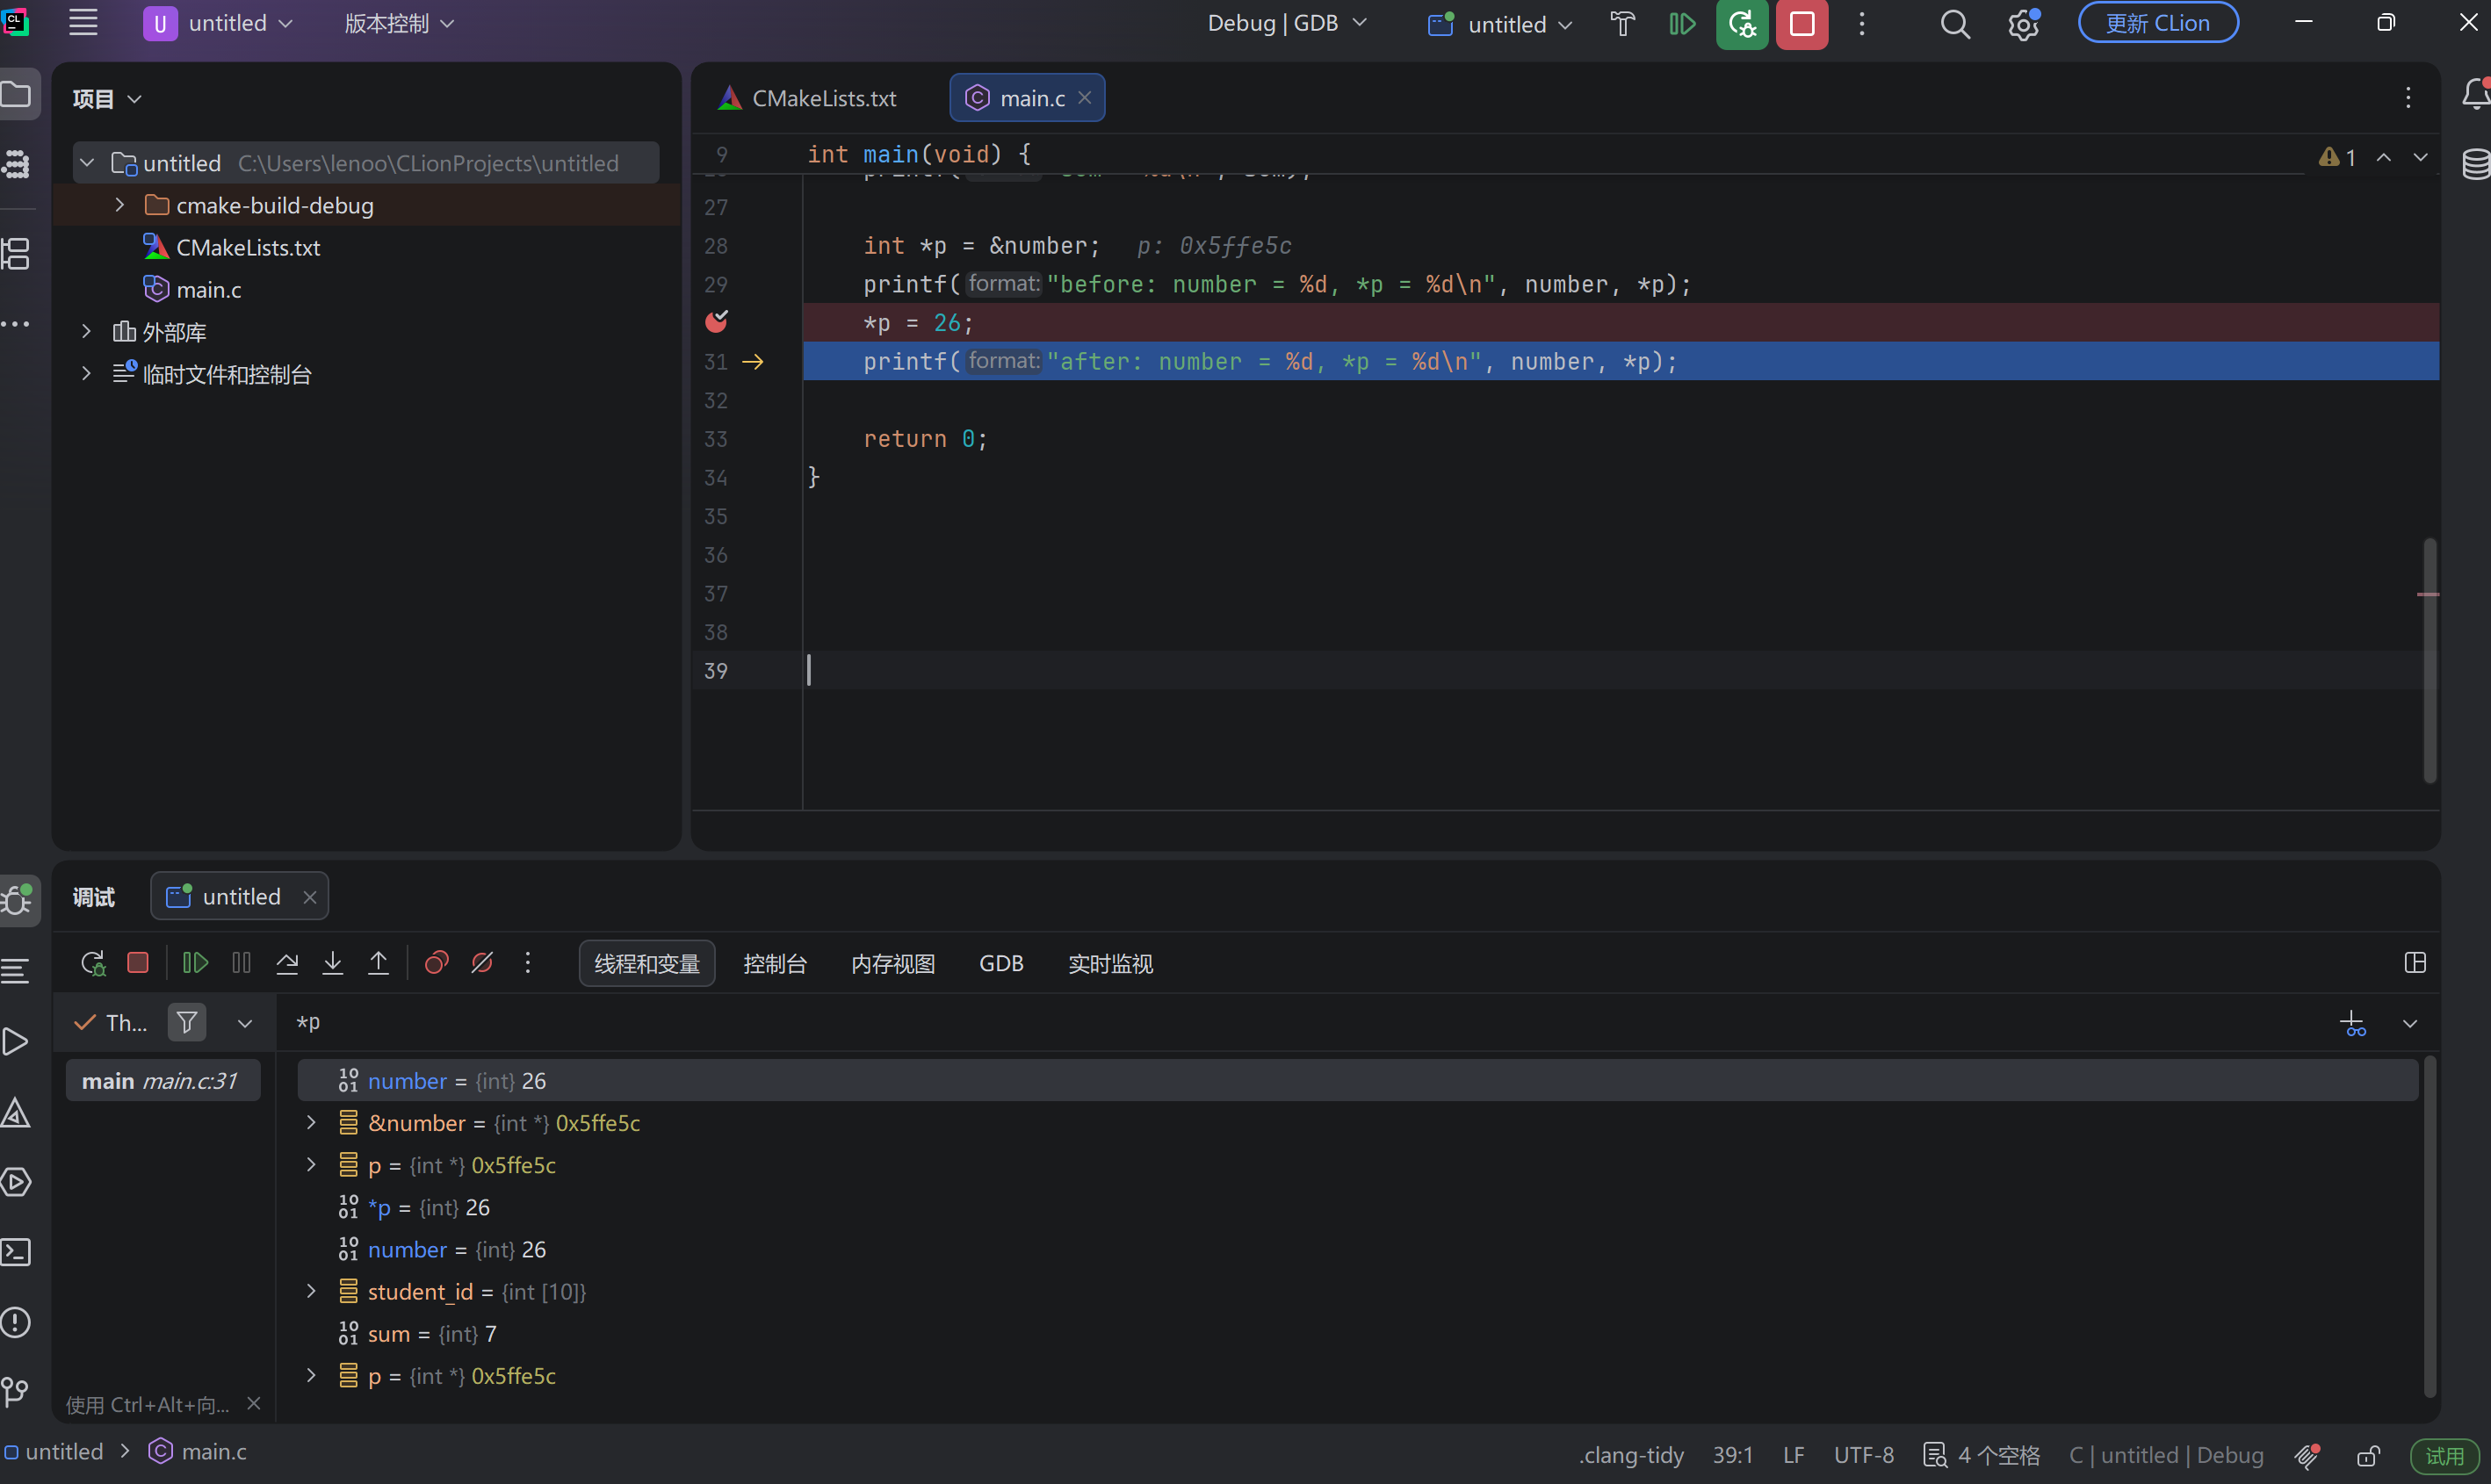 U untitled 版本控制 Debug | GDB untitled 更新 CLion
项目
untitled C:\Users\lenoo\CLionProjects\untitled
cmake-build-debug
CMakeLists.txt
main.c
外部库
临时文件和控制台
CMakeLists.txt main.c
9 int main(void) {
1
27
28 int *p = &number; p: 0x5ffe5c
29 printf( format: "before: number = %d, *p = %d\n", number, *p);
*p = 26;
31 printf( format: "after: number = %d, *p = %d\n", number, *p);
32
33 return 0;
34 }
35
36
37
38
39
调试 untitled
线程和变量 控制台 内存视图 GDB 实时监视
Th... *p
main main.c:31
number = {int} 26
&number = {int *} 0x5ffe5c
p = {int *} 0x5ffe5c
*p = {int} 26
number = {int} 26
student_id = {int [10]}
sum = {int} 7
p = {int *} 0x5ffe5c
使用 Ctrl+Alt+向...
untitled main.c .clang-tidy 39:1 LF UTF-8 4 个空格 C | untitled | Debug 试用